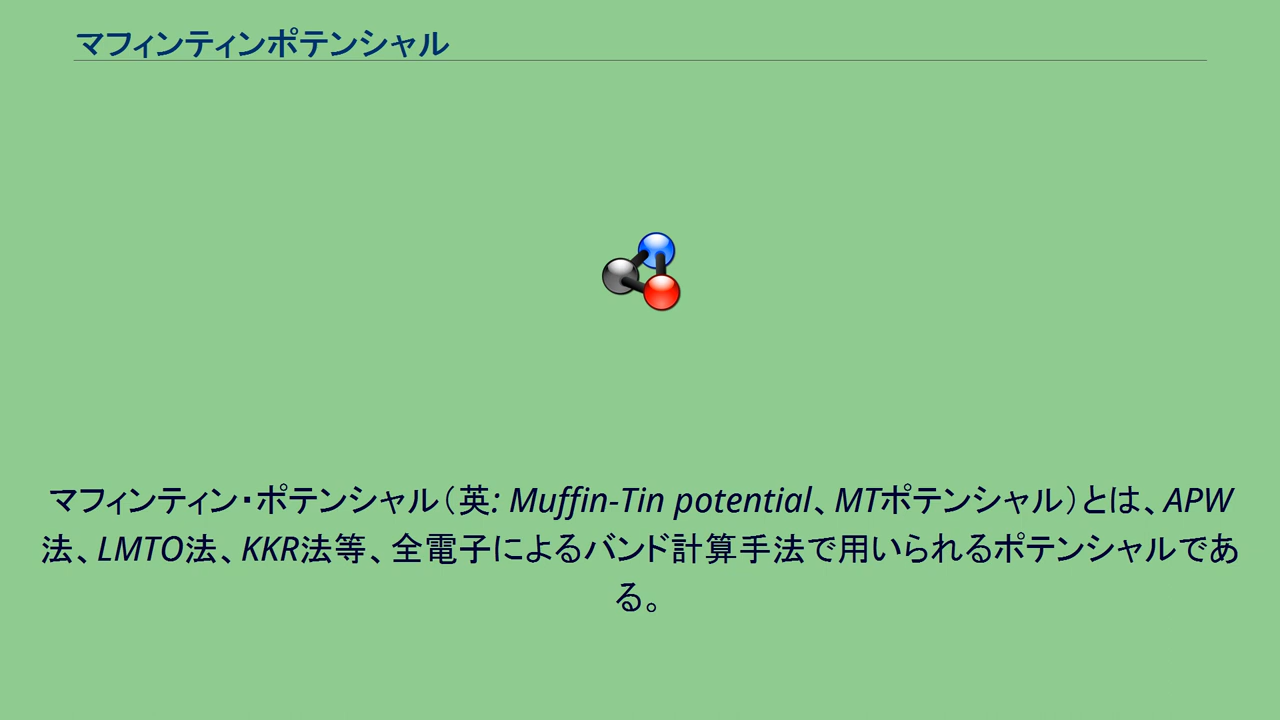 マフィンティンポテンシャル
マフィンティン・ポテンシャル（英: Muffin-Tin potential、MTポテンシャル）とは、APW
法、LMTO法、KKR法等、全電子によるバンド計算手法で用いられるポテンシャルであ
る。